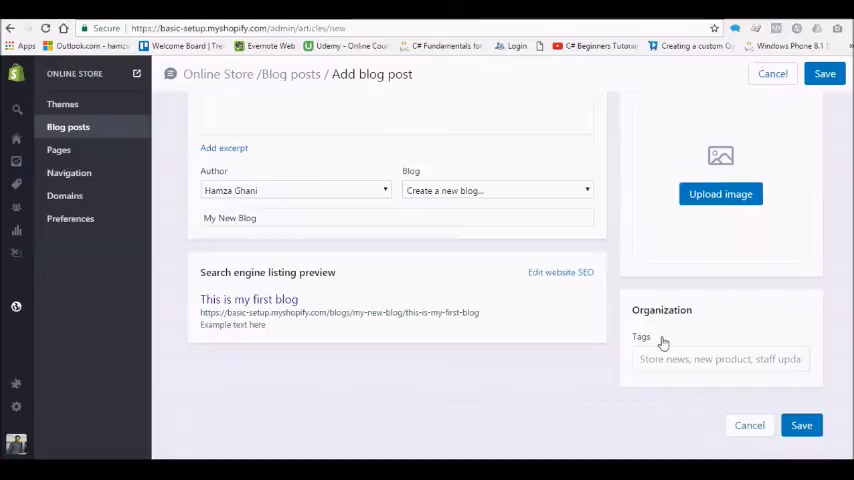 Secure
https://basic-setup.myshopify.com/admin/articles/new
Apps
Outlook.com - hamz
Welcome Board | Tre
Evernote Web
Udemy - Online Cou
C# Fundamentals fo
Login
C# Beginners Tutoria
Creating a custom O
Windows Phone 8.1 D
ONLINE STORE
Online Store /Blog posts / Add blog post
Cancel
Save
Themes
Blog posts
Pages
Navigation
Domains
Preferences
Add excerpt
Author
Blog
Hamza Ghani
Create a new blog...
My New Blog
Upload image
Search engine listing preview
Edit website SEO
This is my first blog
https://basic-setup.myshopify.com/blogs/my-new-blog/this-is-my-first-blog
Example text here
Organization
Tags
Store news, new product, staff upda
Cancel
Save